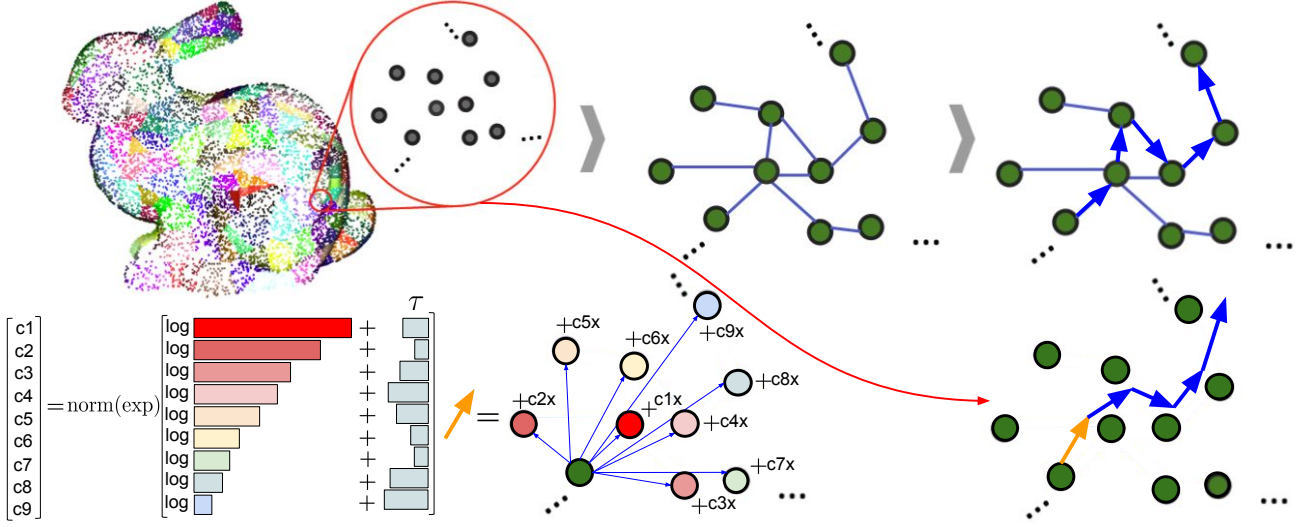 τ
c1
c2
c3
c4
c5
c6
c7
c8
c9
= norm(exp)
log +
log +
log +
log +
log +
log +
log +
log +
log +
=
+c5x
+c6x
+c9x
+c8x
+c2x
+c1x
+c4x
+c7x
+c3x